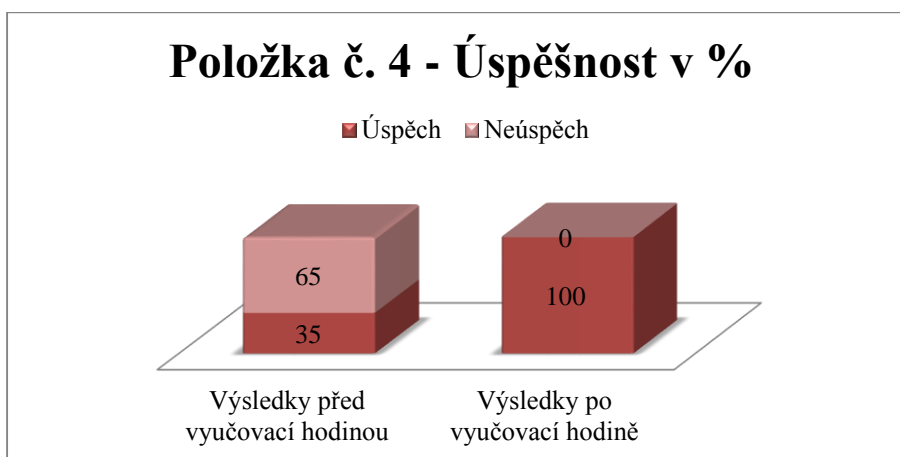 Položka č. 4 - Úspěšnost v %
Úspěch Neúspěch
65
35
0
100
Výsledky před
vyučovací hodinou
Výsledky po
vyučovací hodině